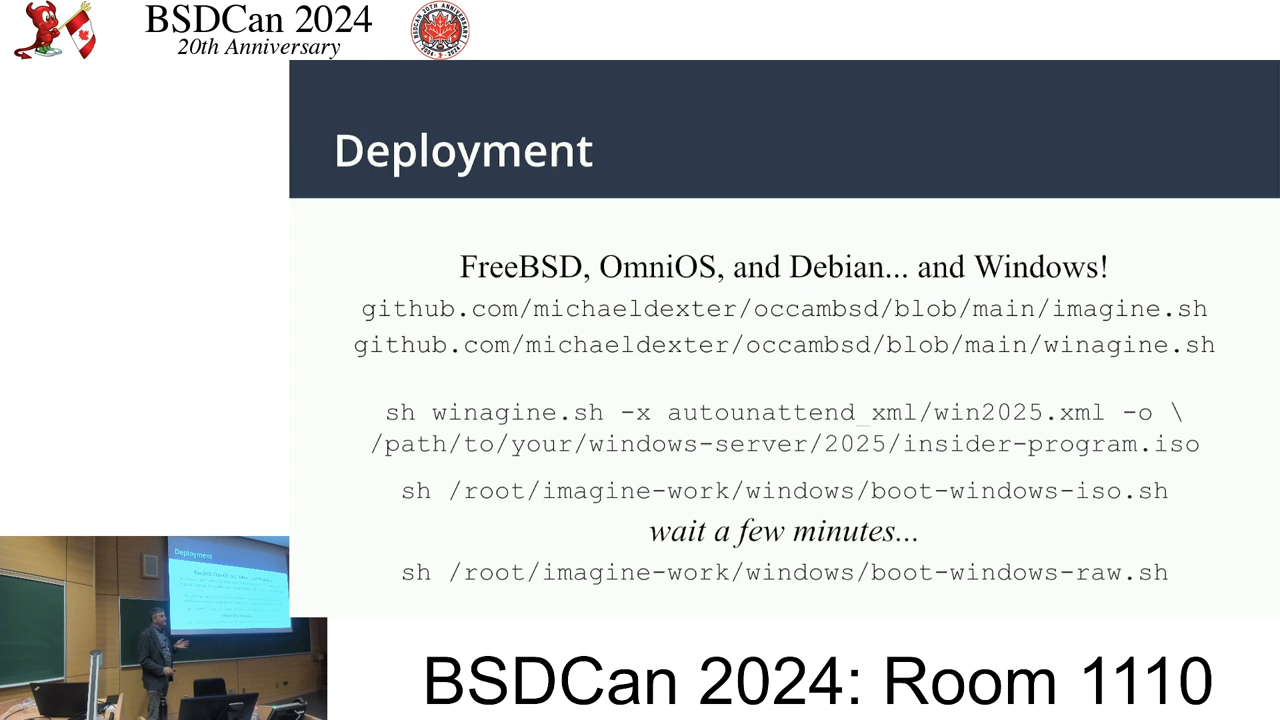 BSDCan 2024
20th Anniversary
Deployment
FreeBSD, OmniOS, and Debian... and Windows!
github.com/michaeldexter/occambsd/blob/main/imagine.sh
github.com/michaeldexter/occambsd/blob/main/winagine.sh
sh winagine.sh -x autounattend_xml/win2025.xml -o \
/path/to/your/windows-server/2025/insider-program.iso
sh /root/imagine-work/windows/boot-windows-iso.sh
wait a few minutes...
sh /root/imagine-work/windows/boot-windows-raw.sh
Deployment
BSDCan 2024: Room 1110